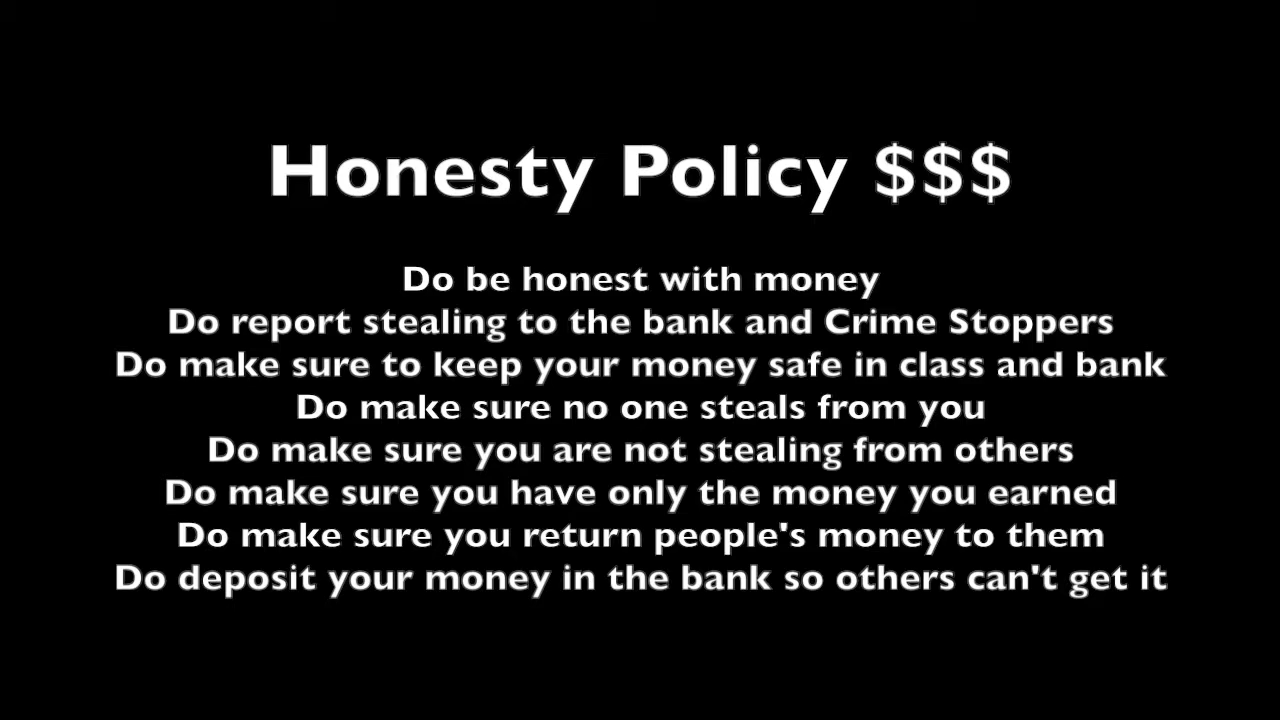 Honesty Policy $$$
Do be honest with money
Do report stealing to the bank and Crime Stoppers
Do make sure to keep your money safe in class and bank
Do make sure no one steals from you
Do make sure you are not stealing from others
Do make sure you have only the money you earned
Do make sure you return people's money to them
Do deposit your money in the bank so others can't get it